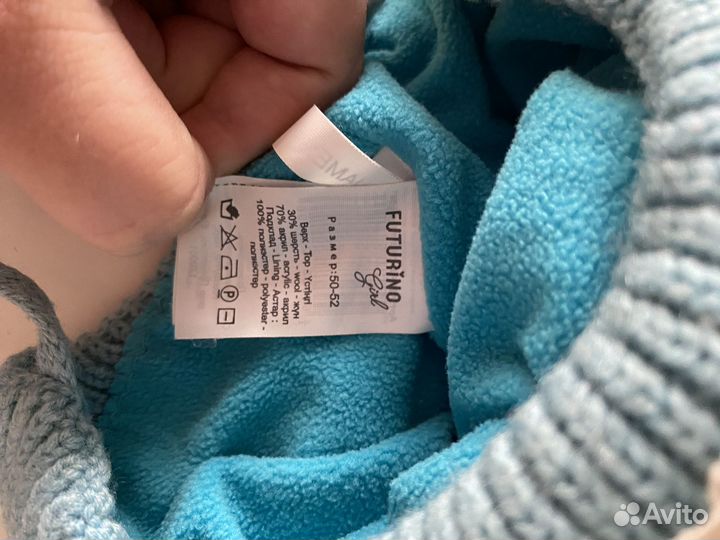 FUTURINO
Girl
Размер:50-52
Верх - Top - Үстіңгі
30% шерсть - wool - жүн
70% акрил - acrylic - акрил
Подклад - Lining - Астар :
100% полиэстер - polyester -
полиэстер
NAME
Avito